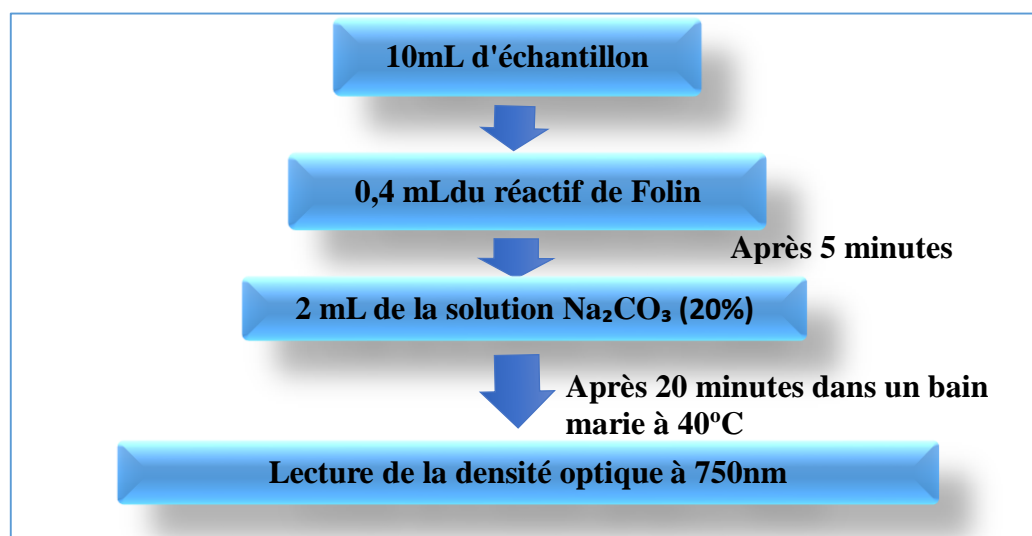 10mL d'échantillon
0,4 mLdu réactif de Folin
Après 5 minutes
2 mL de la solution Na₂CO₃ (20%)
Après 20 minutes dans un bain
marie à 40ºC
Lecture de la densité optique à 750nm